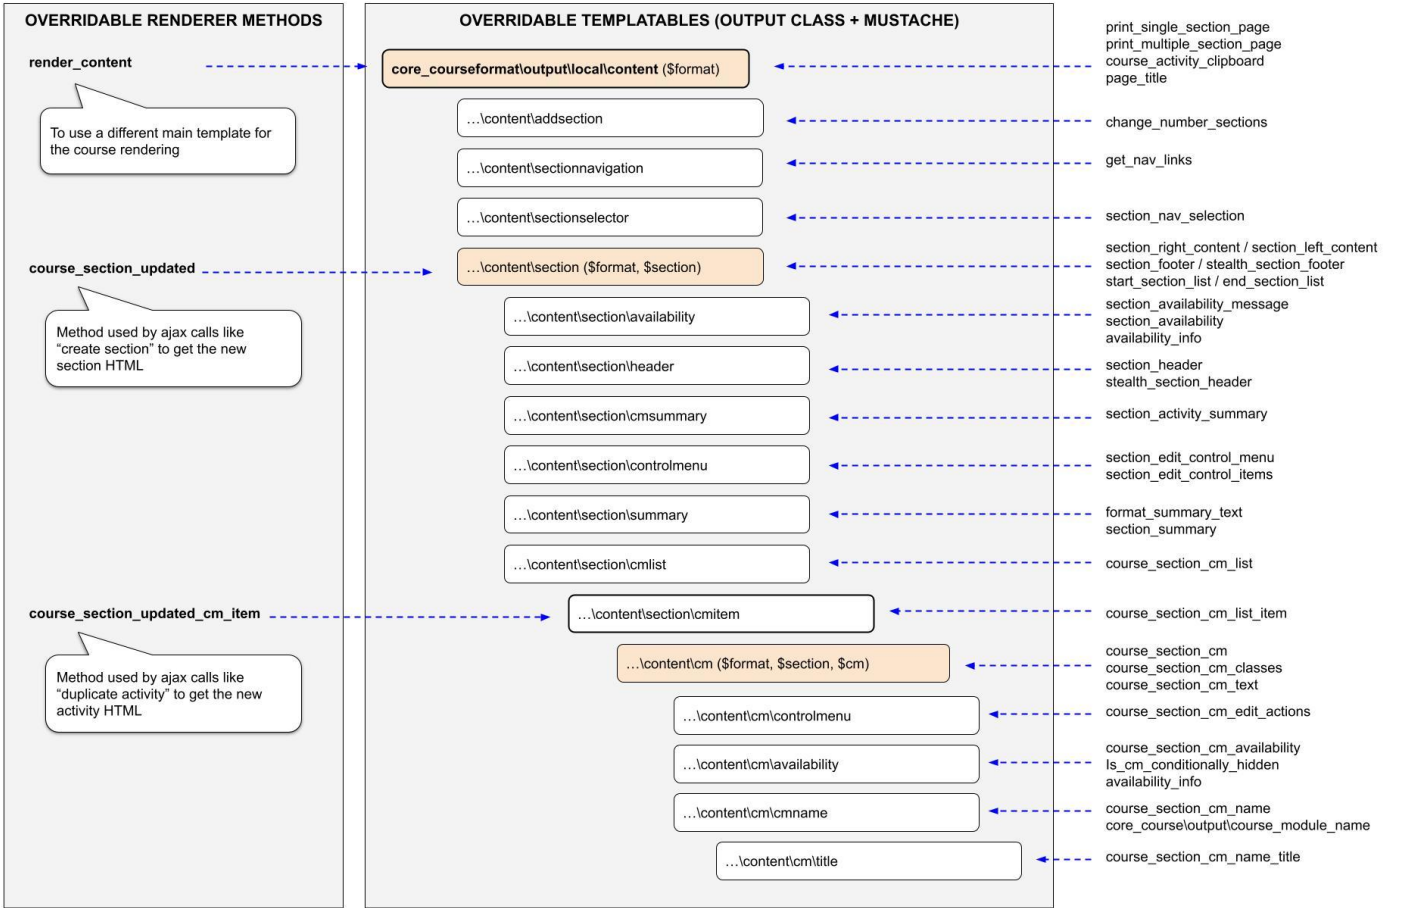 OVERRIDABLE RENDERER METHODS
render_content
To use a different main template for
the course rendering
course_section_updated
Method used by ajax calls like
“create section” to get the new
section HTML
course_section_updated_cm_item
Method used by ajax calls like
“duplicate activity” to get the new
activity HTML
OVERRIDABLE TEMPLATABLES (OUTPUT CLASS + MUSTACHE)
core_courseformat\output\local\content ($format)
…\content\addsection
…\content\sectionnavigation
…\content\sectionselector
…\content\section ($format, $section)
…\content\section\availability
…\content\section\header
…\content\section\cmsummary
…\content\section\controlmenu
…\content\section\summary
…\content\section\cmlist
…\content\section\cmitem
…\content\cm ($format, $section, $cm)
…\content\cm\controlmenu
…\content\cm\availability
…\content\cm\cmname
…\content\cm\title
print_single_section_page
print_multiple_section_page
course_activity_clipboard
page_title
change_number_sections
get_nav_links
section_nav_selection
section_right_content / section_left_content
section_footer / stealth_section_footer
start_section_list / end_section_list
section_availability_message
section_availability
availability_info
section_header
stealth_section_header
section_activity_summary
section_edit_control_menu
section_edit_control_items
format_summary_text
section_summary
course_section_cm_list
course_section_cm_list_item
course_section_cm
course_section_cm_classes
course_section_cm_text
course_section_cm_edit_actions
course_section_cm_availability
Is_cm_conditionally_hidden
availability_info
course_section_cm_name
core_course\output\course_module_name
course_section_cm_name_title